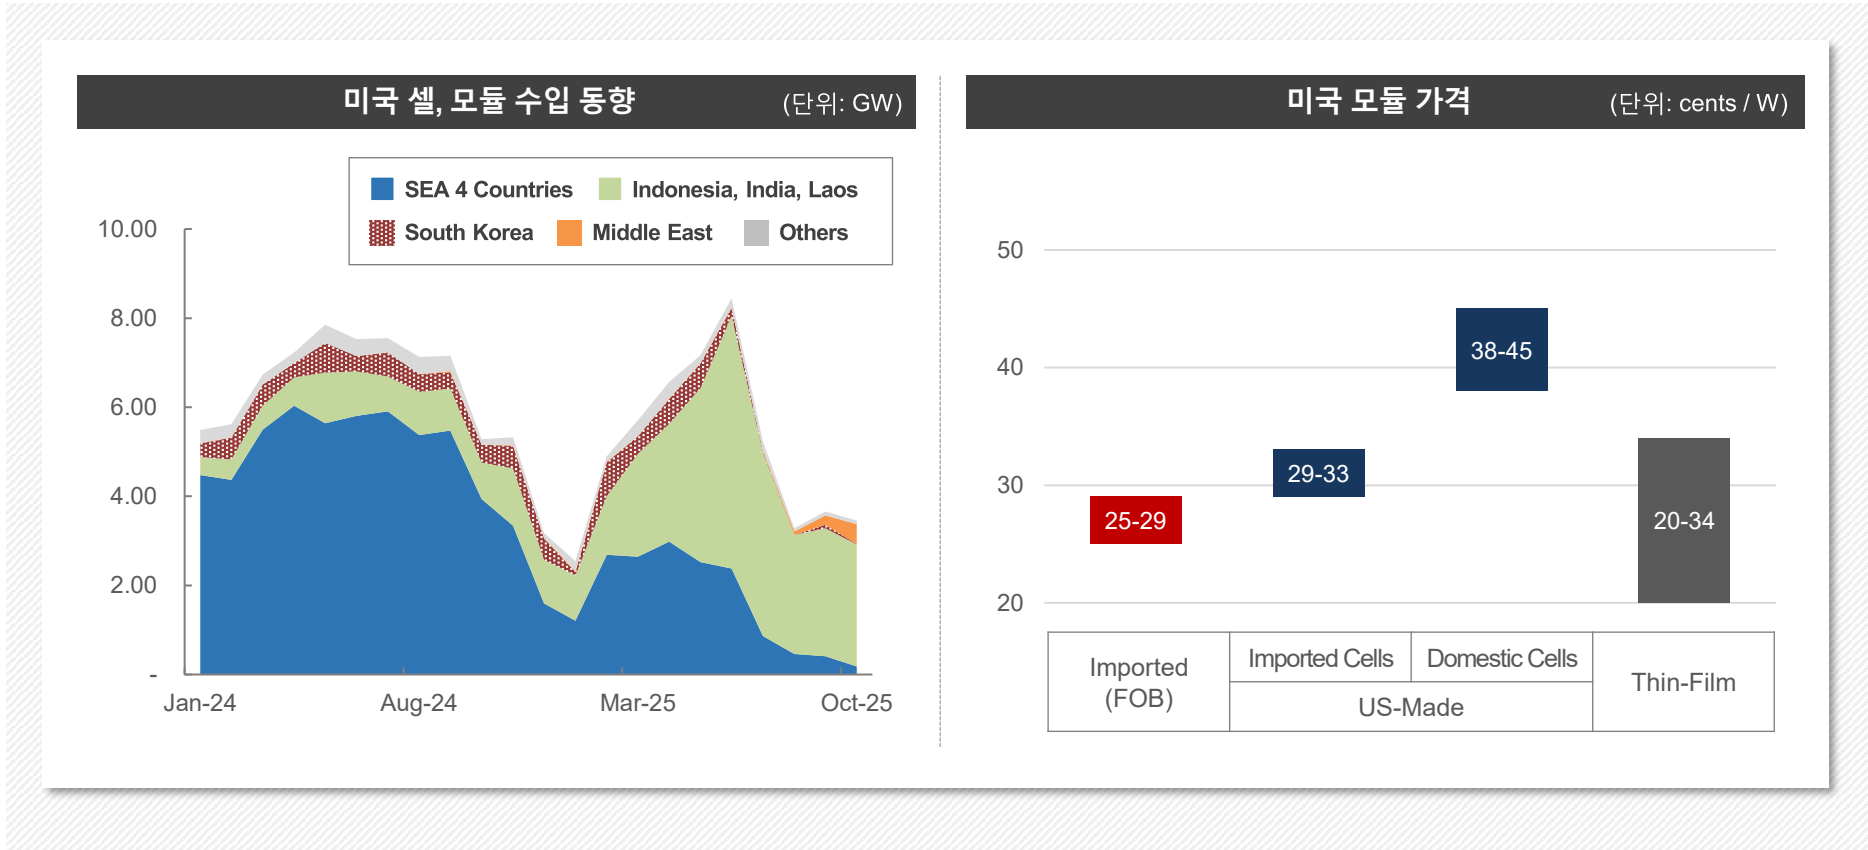 미국 셀, 모듈 수입 동향 (단위: GW)
SEA 4 Countries Indonesia, India, Laos
South Korea Middle East Others
10.00
8.00
6.00
4.00
2.00
-
Jan-24 Aug-24 Mar-25 Oct-25
미국 모듈 가격 (단위: cents / W)
50
40
30
20
38-45
29-33
25-29
20-34
Imported
(FOB)
Imported Cells Domestic Cells
US-Made
Thin-Film